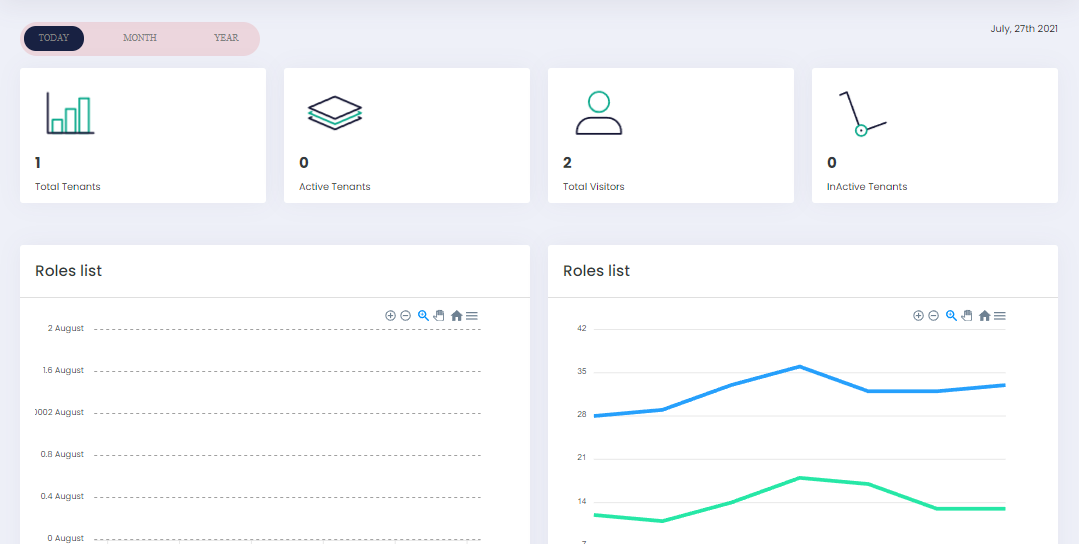 TODAY MONTH YEAR July, 27th 2021
1 0 2 0
Total Tenants Active Tenants Total Visitors InActive Tenants
Roles list Roles list
2 August 42
1.6 August 35
0002 August 28
0.8 August 21
0.4 August 14
0 August 7